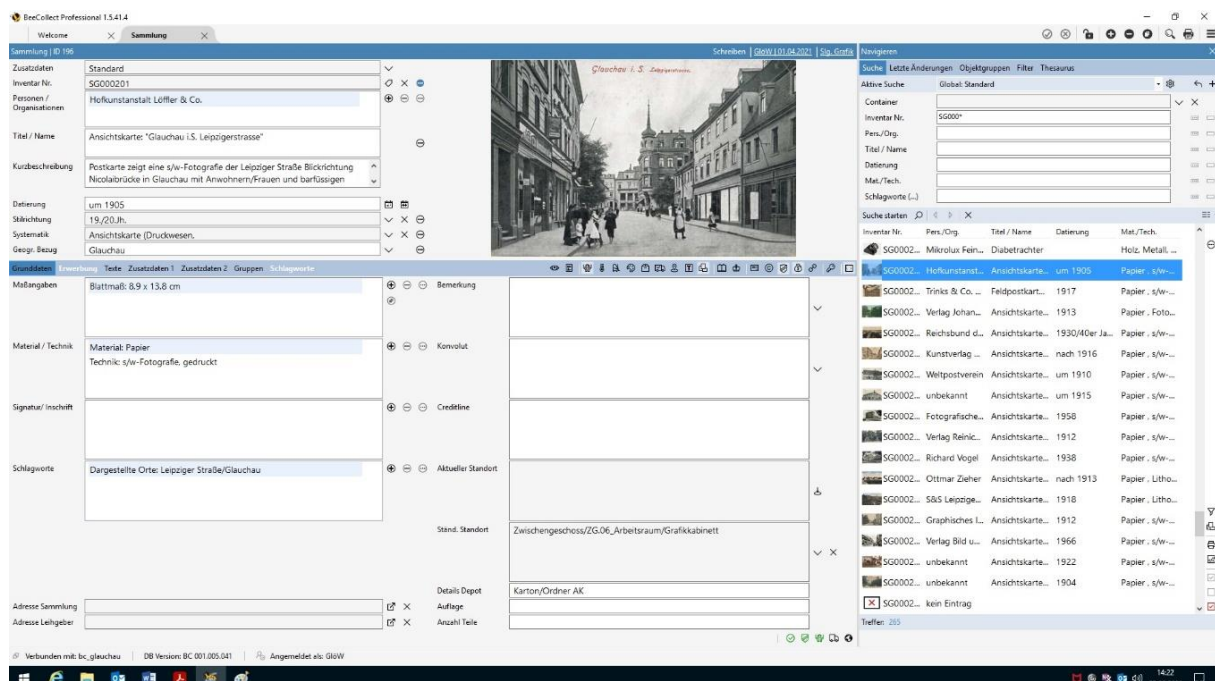 BeeCollect Professional 1.5.41.4
Welcome
Sammlung
Sammlung | ID 196
Schreiben | GlöW | 01.04.2021 | Slg. Grafik
Zusatzdaten Standard
Inventar Nr. SG000201
Personen / Organisationen Hofkunstanstalt Löffler & Co.
Titel / Name Ansichtskarte: "Glauchau i.S. Leipzigerstrasse"
Kurzbeschreibung Postkarte zeigt eine s/w-Fotografie der Leipziger Straße Blickrichtung
Nicolaibrücke in Glauchau mit Anwohnern/Frauen und barfüssigen
Datierung um 1905
Stilrichtung 19./20.Jh.
Systematik Ansichtskarte (Druckwesen,
Geogr. Bezug Glauchau
Glauchau i. S. Leipzigerstrasse.
Grunddaten Erwerbung Texte Zusatzdaten 1 Zusatzdaten 2 Gruppen Schlagworte
Maßangaben Blattmaß: 8,9 x 13,8 cm
Bemerkung
Material / Technik Material: Papier
Technik: s/w-Fotografie, gedruckt
Konvolut
Signatur/ Inschrift
Creditline
Schlagworte Dargestellte Orte: Leipziger Straße/Glauchau
Aktueller Standort
Ständ. Standort Zwischengeschoss/ZG.06_Arbeitsraum/Grafikkabinett
Details Depot Karton/Ordner AK
Adresse Sammlung
Auflage
Adresse Leihgeber
Anzahl Teile
Navigieren
Suche Letzte Änderungen Objektgruppen Filter Thesaurus
Aktive Suche Global: Standard
Container
Inventar Nr. SG000*
Pers./Org.
Titel / Name
Datierung
Mat./Tech.
Schlagworte (...)
Suche starten
Inventar Nr. Pers./Org. Titel / Name Datierung Mat./Tech.
SG0002... Mikrolux Fein... Diabetrachter Holz, Metall, ...
SG0002... Hofkunstanst... Ansichtskarte... um 1905 Papier , s/w-...
SG0002... Trinks & Co. ... Feldpostkart... 1917 Papier , s/w-...
SG0002... Verlag Johan... Ansichtskarte... 1913 Papier , Foto...
SG0002... Reichsbund d... Ansichtskarte... 1930/40er Ja... Papier , s/w-...
SG0002... Kunstverlag ... Ansichtskarte... nach 1916 Papier , s/w-...
SG0002... Weltpostverein Ansichtskarte... um 1910 Papier , s/w-...
SG0002... unbekannt Ansichtskarte... um 1915 Papier , s/w-...
SG0002... Fotografische... Ansichtskarte... 1958 Papier , s/w-...
SG0002... Verlag Reinic... Ansichtskarte... 1912 Papier , s/w-...
SG0002... Richard Vogel Ansichtskarte... 1938 Papier , s/w-...
SG0002... Ottmar Zieher Ansichtskarte... nach 1913 Papier , Litho...
SG0002... S&S Leipzige... Ansichtskarte... 1918 Papier , Litho...
SG0002... Graphisches I... Ansichtskarte... 1912 Papier , s/w-...
SG0002... Verlag Bild u... Ansichtskarte... 1966 Papier , s/w-...
SG0002... unbekannt Ansichtskarte... 1922 Papier , s/w-...
SG0002... unbekannt Ansichtskarte... 1904 Papier , s/w-...
SG0002... kein Eintrag
Treffer: 265
Verbunden mit: bc_glauchau | DB Version: BC 001.005.041 | Angemeldet als: GlöW
14:22